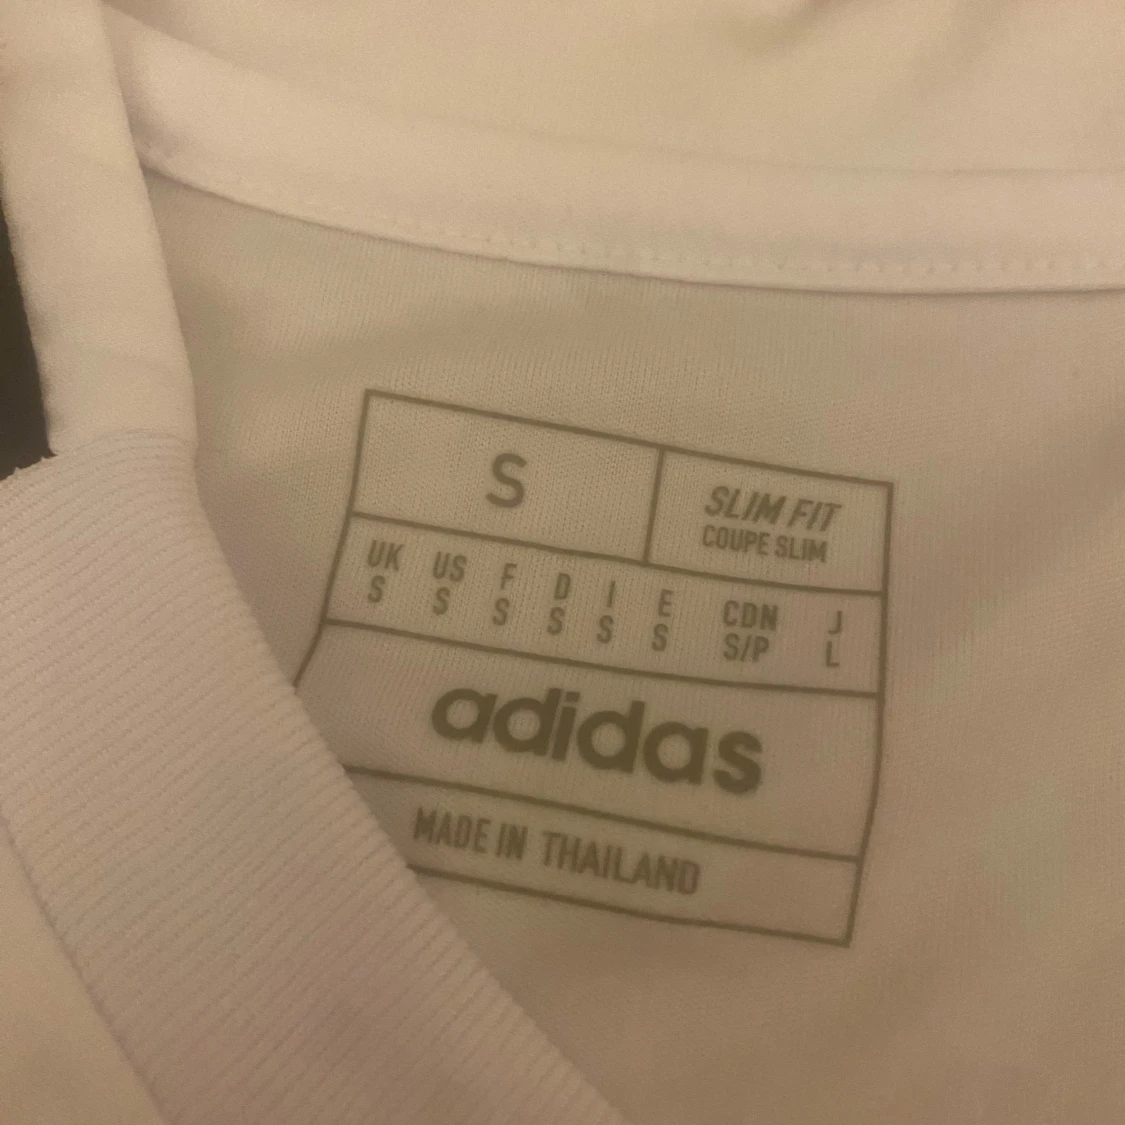 S
SLIM FIT
COUPE SLIM
UK US F D I E CDN J
S S S S S S S/P L
adidas
MADE IN THAILAND